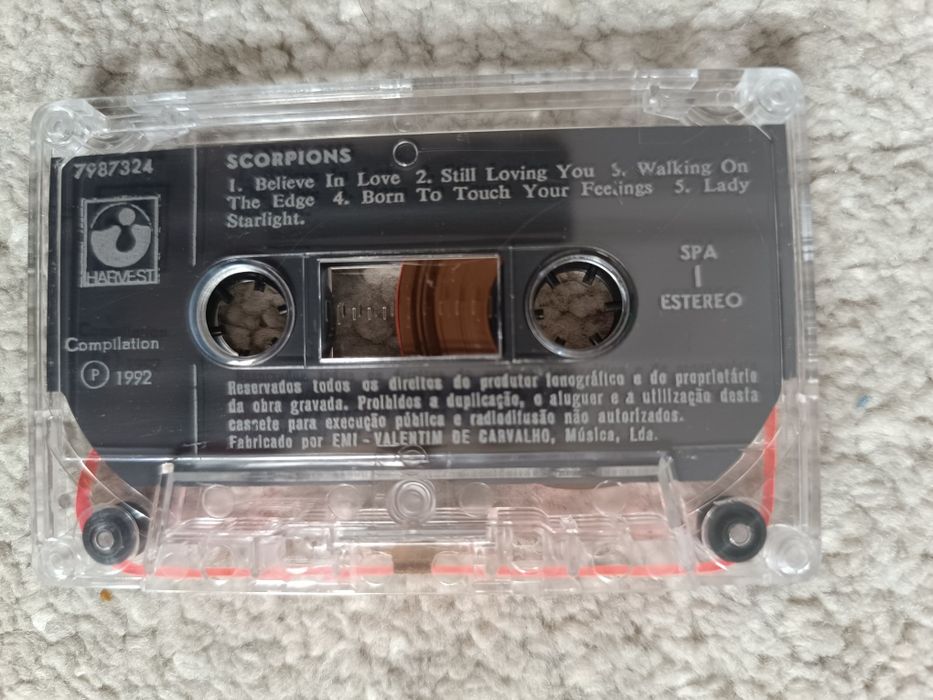 7987324
HARVEST
Compilation
Ⓟ 1992
SCORPIONS
1. Believe In Love 2. Still Loving You 3. Walking On
The Edge 4. Born To Touch Your Feelings 5. Lady
Starlight.
SPA
I
ESTEREO
Reservados todos os direitos do produtor fonográfico e do proprietário
da obra gravada. Proibidos a duplicação, o aluguer e a utilização desta
cassete para execução pública e radiodifusão não autorizados.
Fabricado por EMI - VALENTIM DE CARVALHO, Música, Lda.